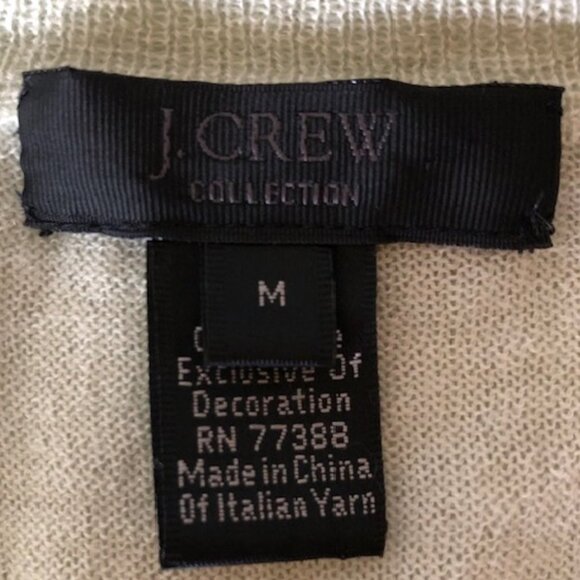 J.CREW
COLLECTION
M
Exclusive Of
Decoration
RN 77388
Made in China
Of Italian Yarn